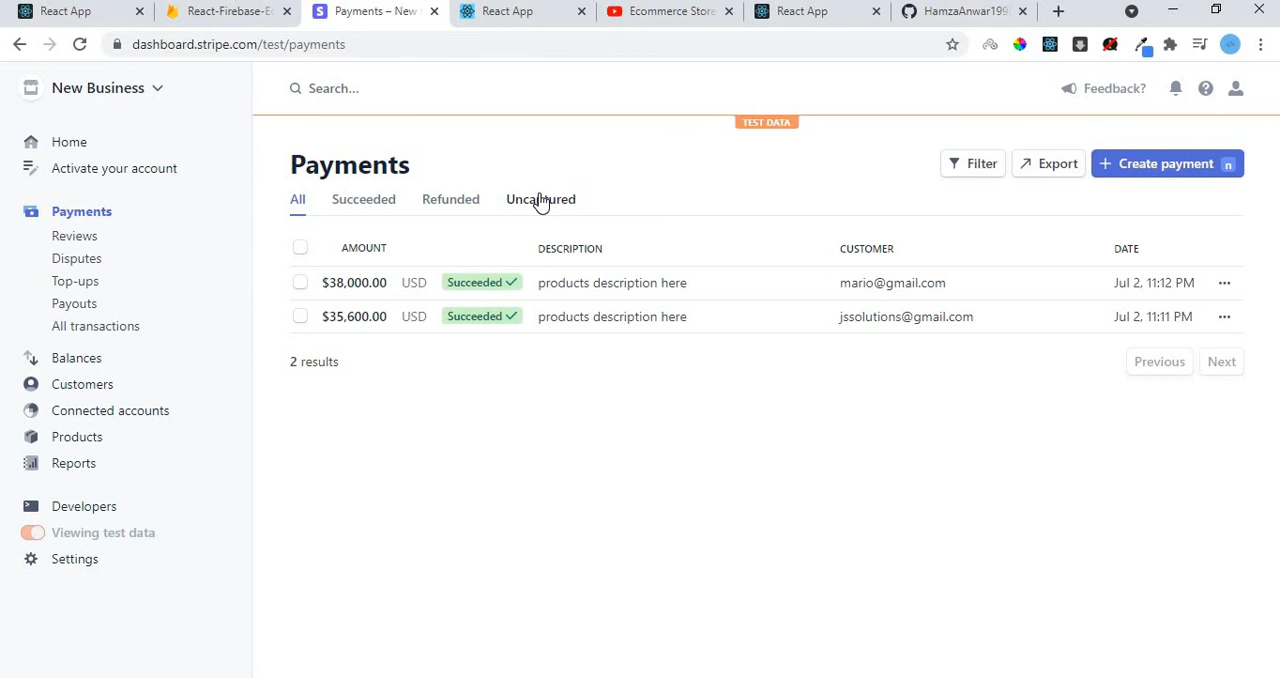 React App
React-Firebase-Ec
Payments – New
React App
Ecommerce Store
React App
HamzaAnwar199
dashboard.stripe.com/test/payments
New Business
Search...
Feedback?
TEST DATA
Home
Activate your account
Payments
Reviews
Disputes
Top-ups
Payouts
All transactions
Balances
Customers
Connected accounts
Products
Reports
Developers
Viewing test data
Settings
Payments
Filter
Export
Create payment n
All Succeeded Refunded
AMOUNT DESCRIPTION CUSTOMER DATE
$38,000.00 USD Succeeded products description here mario@gmail.com Jul 2, 11:12 PM
$35,600.00 USD Succeeded products description here jssolutions@gmail.com Jul 2, 11:11 PM
2 results
Previous Next